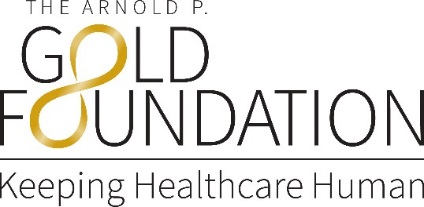 THE ARNOLD P.
GOLD
FOUNDATION
Keeping Healthcare Human